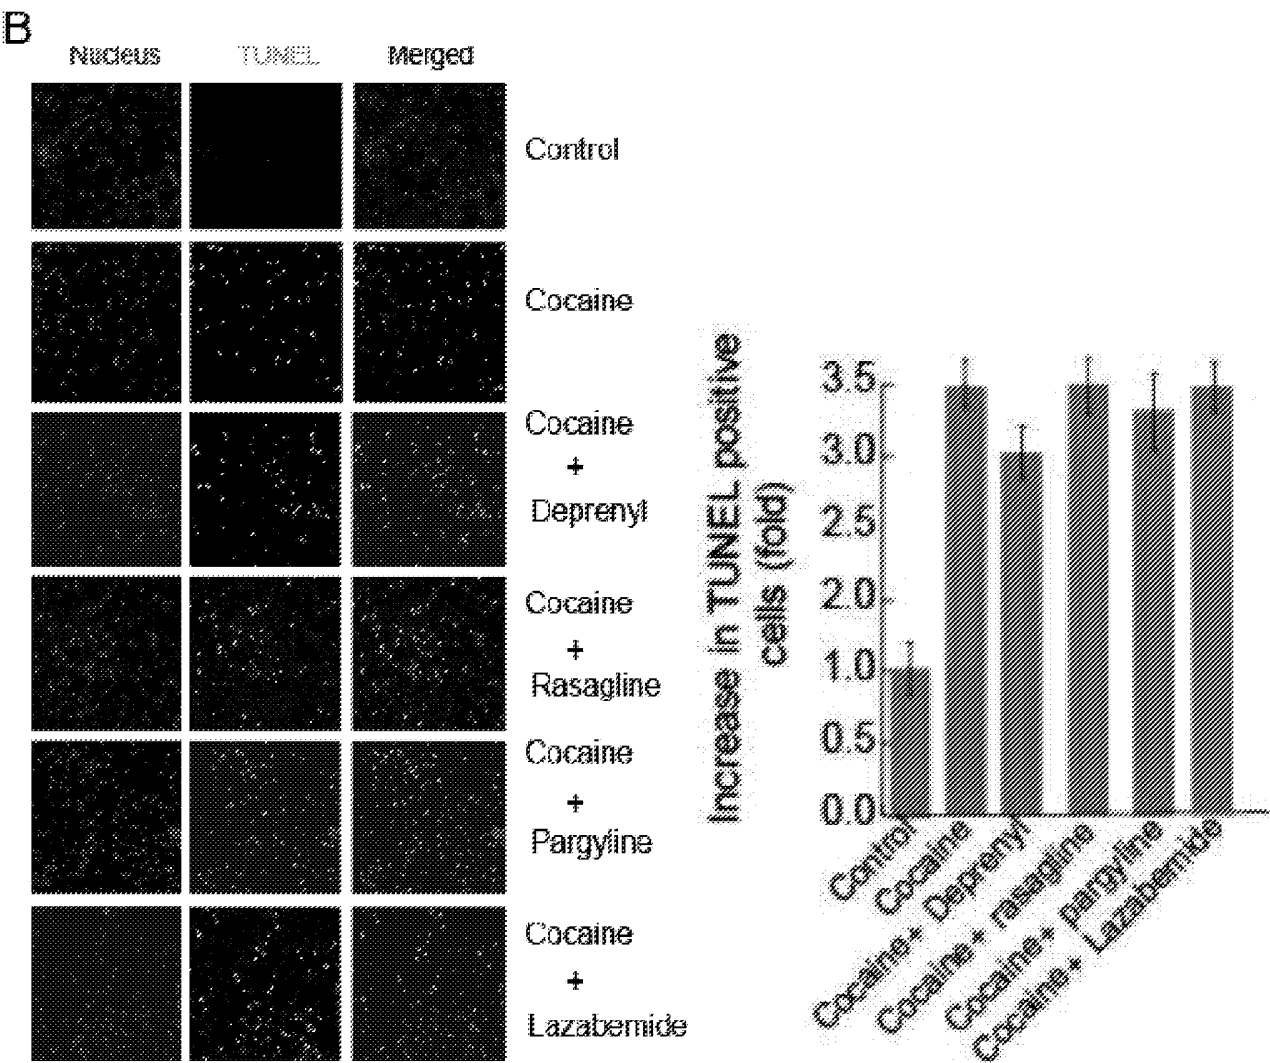 B
Nucleus TUNEL Merged
Control
Cocaine
Cocaine
+
Deprenyl
Cocaine
+
Rasagline
Cocaine
+
Pargyline
Cocaine
+
Lazabemide
Increase in TUNEL positive
cells (fold)
3.5
3.0
2.5
2.0
1.0
0.5
0.0
Control
Cocaine
Cocaine+ Deprenyl
Cocaine+ rasagline
Cocaine+ pargyline
Cocaine+ Lazabemide